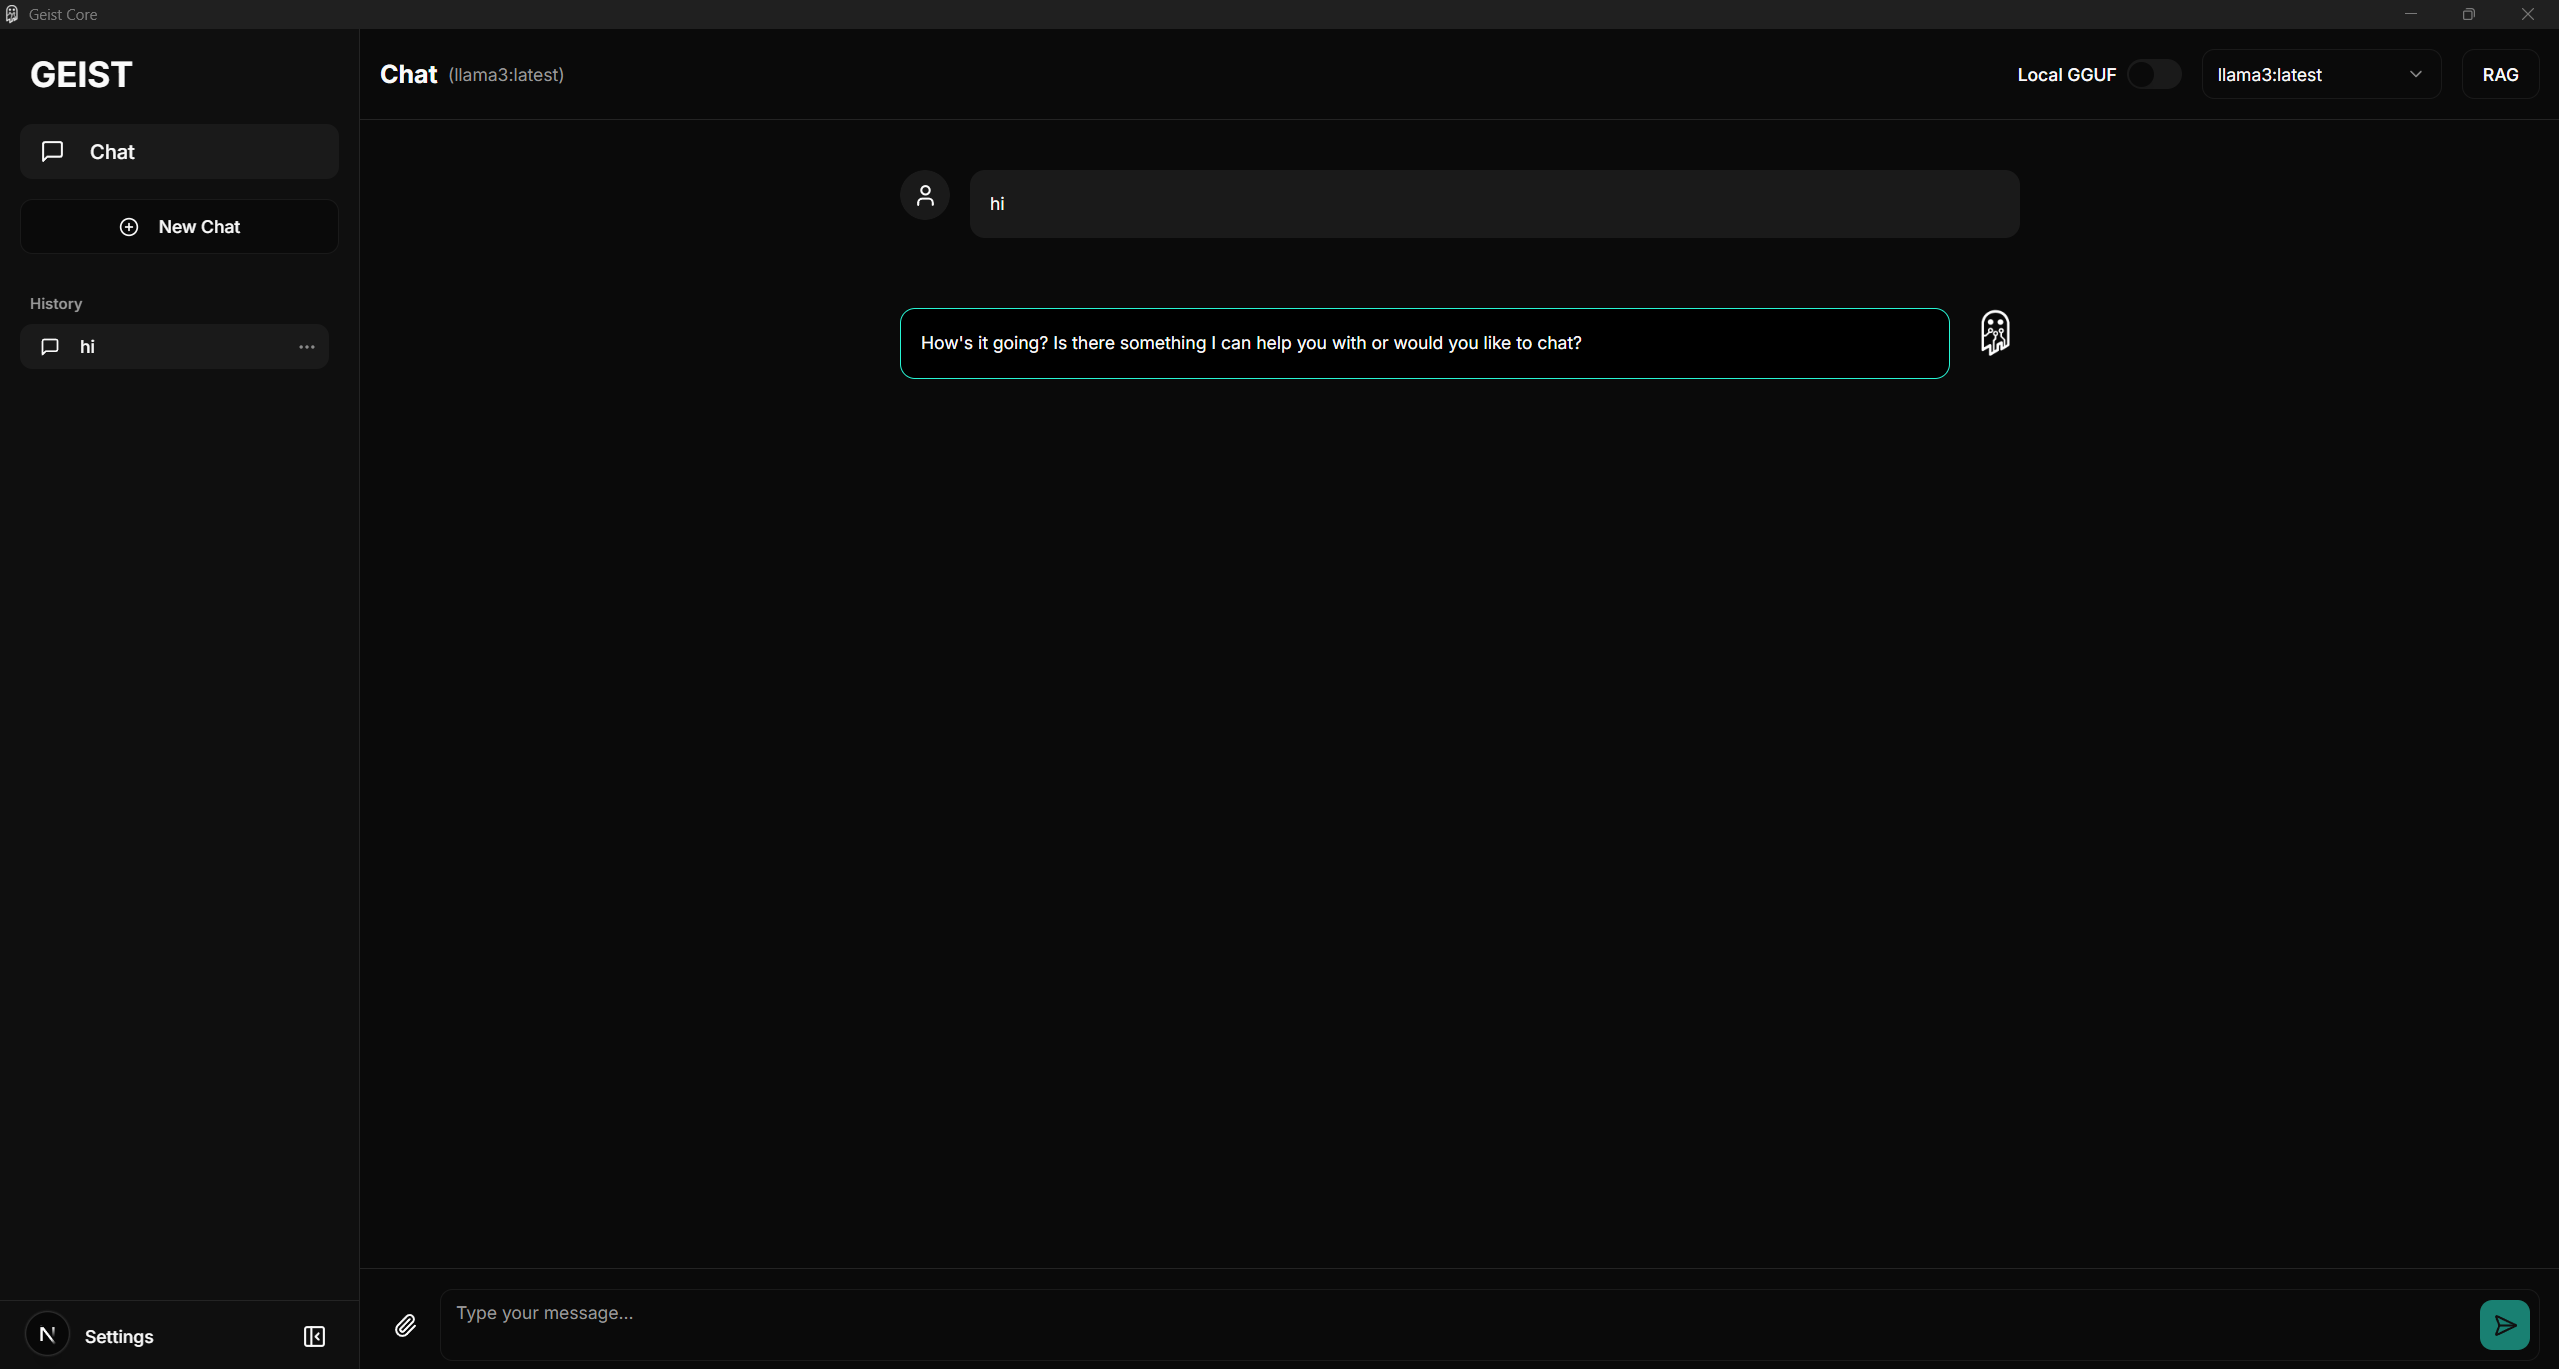 Geist Core
GEIST
Chat
New Chat
History
hi
Settings
N
Chat (llama3:latest)
Local GGUF
llama3:latest
RAG
hi
How's it going? Is there something I can help you with or would you like to chat?
Type your message...